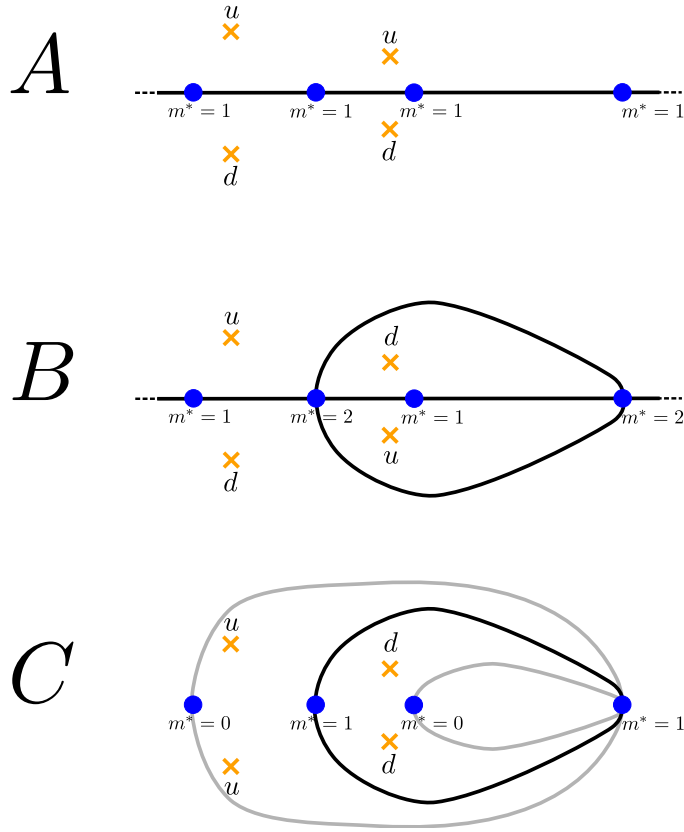 A
u
u
m* = 1
m* = 1
m* = 1
m* = 1
d
d
B
u
d
m* = 1
m* = 2
m* = 1
m* = 2
d
u
C
u
d
m* = 0
m* = 1
m* = 0
m* = 1
u
d